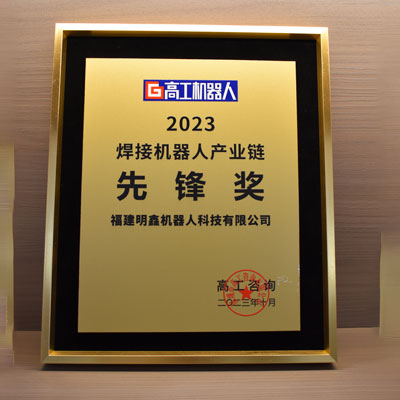 G高工机器人
2023
焊接机器人产业链
先锋奖
福建明鑫机器人科技有限公司
高工咨询
二〇二三年十月